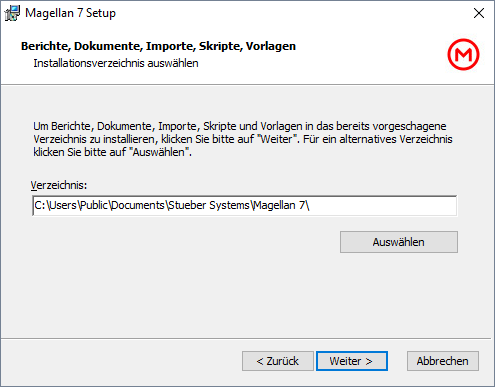 Magellan 7 Setup
Berichte, Dokumente, Importe, Skripte, Vorlagen
Installationsverzeichnis auswählen
M
Um Berichte, Dokumente, Importe, Skripte und Vorlagen in das bereits vorgeschagene
Verzeichnis zu installieren, klicken Sie bitte auf "Weiter". Für ein alternatives Verzeichnis
klicken Sie bitte auf "Auswählen".
Verzeichnis:
C:\Users\Public\Documents\Stueber Systems\Magellan 7\
Auswählen
< Zurück
Weiter >
Abbrechen